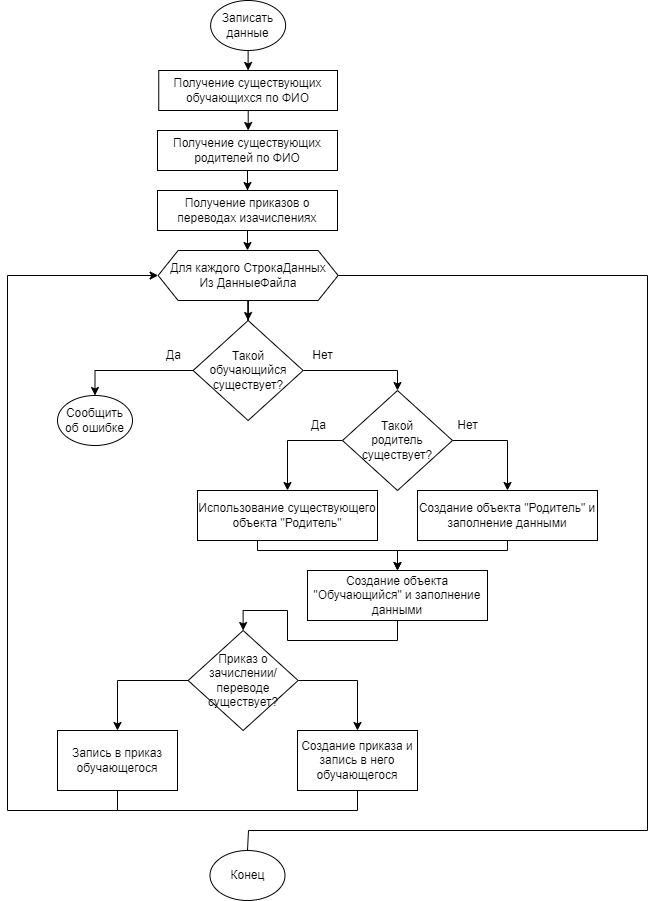 Записать
данные
Получение существующих
обучающихся по ФИО
Получение существующих
родителей по ФИО
Получение приказов о
переводах изачислениях
Для каждого СтрокаДанных
Из ДанныеФайла
Да
Такой
обучающийся
существует?
Нет
Сообщить
об ошибке
Да
Такой
родитель
существует?
Нет
Использование существующего
объекта "Родитель"
Создание объекта "Родитель" и
заполнение данными
Создание объекта
"Обучающийся" и заполнение
данными
Приказ о
зачислении/
переводе
существует?
Запись в приказ
обучающегося
Создание приказа и
запись в него
обучающегося
Конец